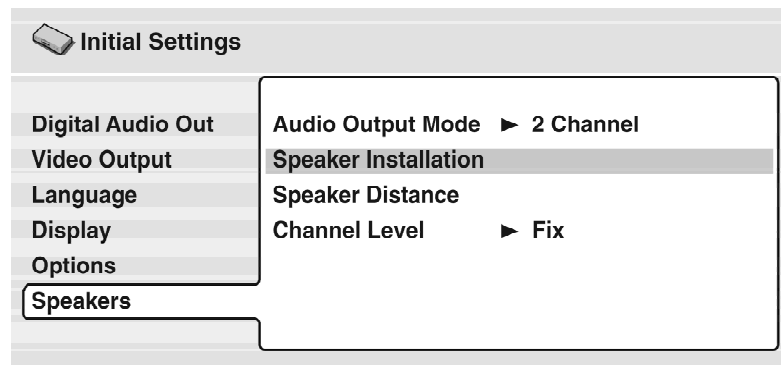 Initial Settings
Digital Audio Out
Video Output
Language
Display
Options
Speakers
Audio Output Mode ► 2 Channel
Speaker Installation
Speaker Distance
Channel Level ► Fix